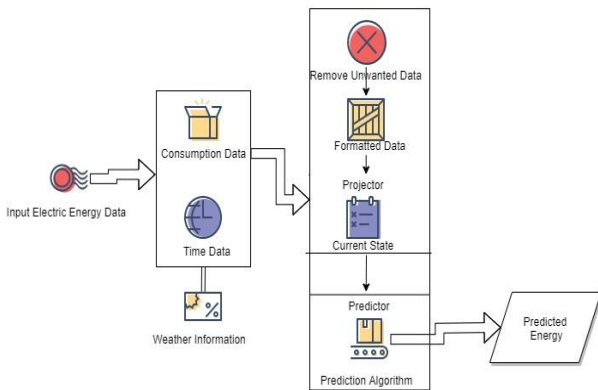 Input Electric Energy Data
Consumption Data
Time Data
%
Weather Information
Remove Unwanted Data
Formatted Data
Projector
Current State
Predictor
Prediction Algorithm
Predicted
Energy